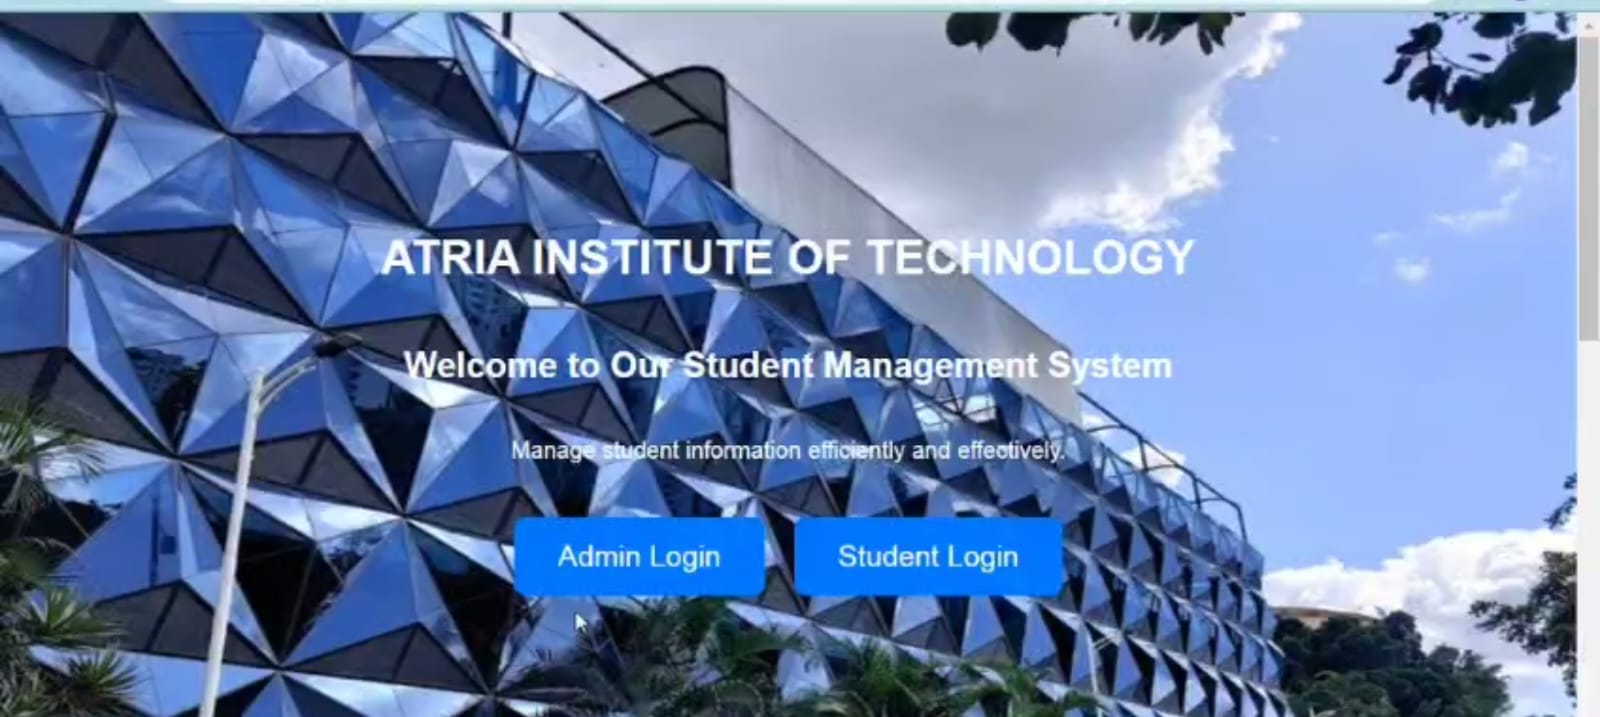 ATRIA INSTITUTE OF TECHNOLOGY
Welcome to Our Student Management System
Manage student information efficiently and effectively.
Admin Login
Student Login